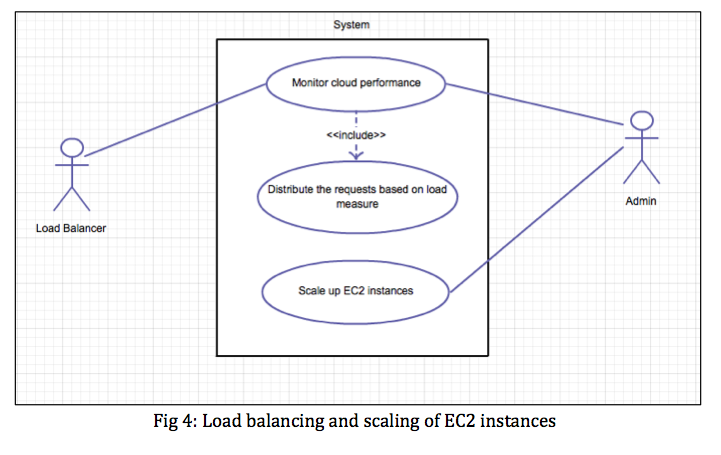 System
Monitor cloud performance
<<include>>
Distribute the requests based on load
measure
Scale up EC2 instances
Load Balancer
Admin
Fig 4: Load balancing and scaling of EC2 instances